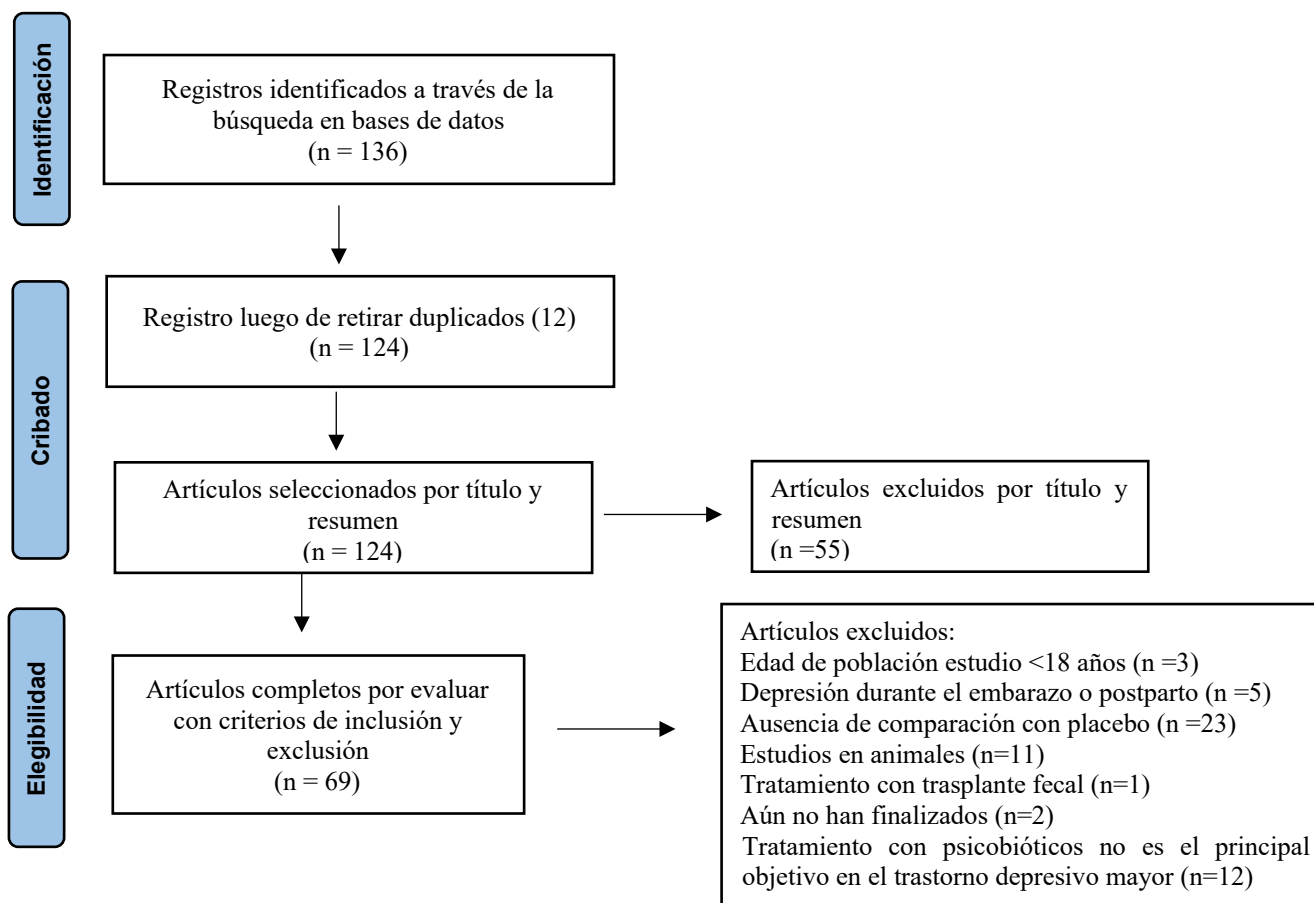 Identificación
Registros identificados a través de la
búsqueda en bases de datos
(n = 136)
Cribado
Registro luego de retirar duplicados (12)
(n = 124)
Artículos seleccionados por título y
resumen
(n = 124)
Artículos excluidos por título y
resumen
(n =55)
Elegibilidad
Artículos completos por evaluar
con criterios de inclusión y
exclusión
(n = 69)
Artículos excluidos:
Edad de población estudio <18 años (n =3)
Depresión durante el embarazo o postparto (n =5)
Ausencia de comparación con placebo (n =23)
Estudios en animales (n=11)
Tratamiento con trasplante fecal (n=1)
Aún no han finalizados (n=2)
Tratamiento con psicobióticos no es el principal
objetivo en el trastorno depresivo mayor (n=12)